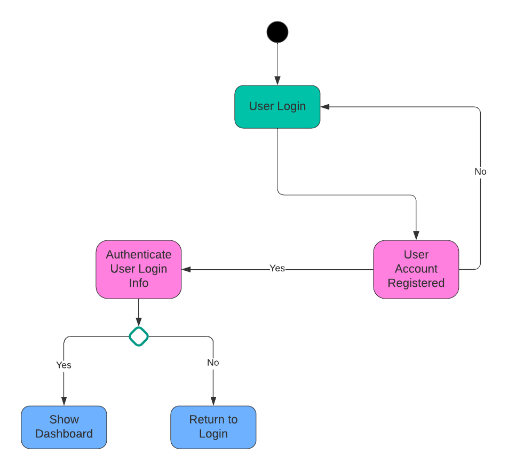 User Login
No
Authenticate
User Login
Info
Yes
User
Account
Registered
Yes
No
Show
Dashboard
Return to
Login